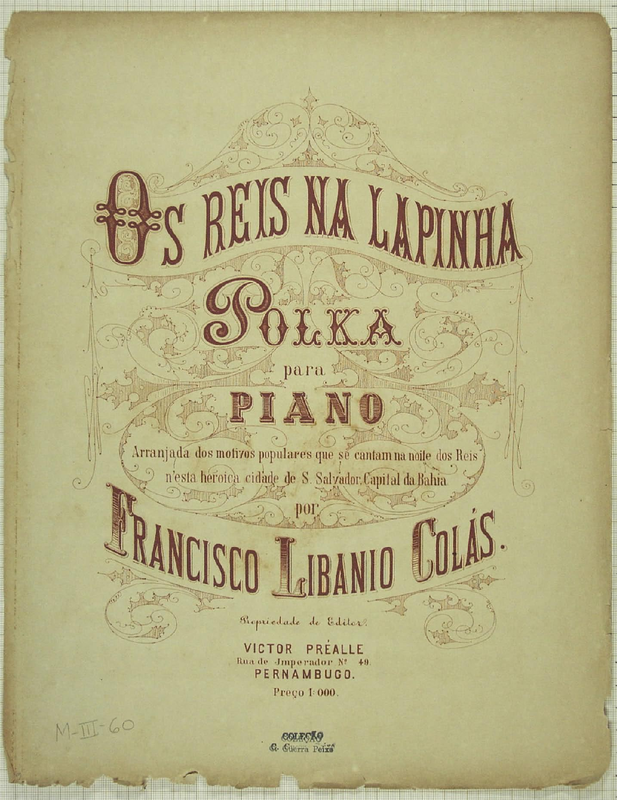 Os REIS NA LAPINHA
POLKA
para
PIANO
Arranjada dos motivos populares que se cantam na noite dos Reis
n'esta heroica cidade de S. Salvador, Capital da Bahia
por
FRANCISCO LIBANIO COLÁS.
Propriedade do Editor.
VICTOR PRÉALLE
Rua do Imperador Nº 49.
PERNAMBUGO.
Preço 1$000.
M-III-60
COLEÇÃO
G. Guerra Peixe